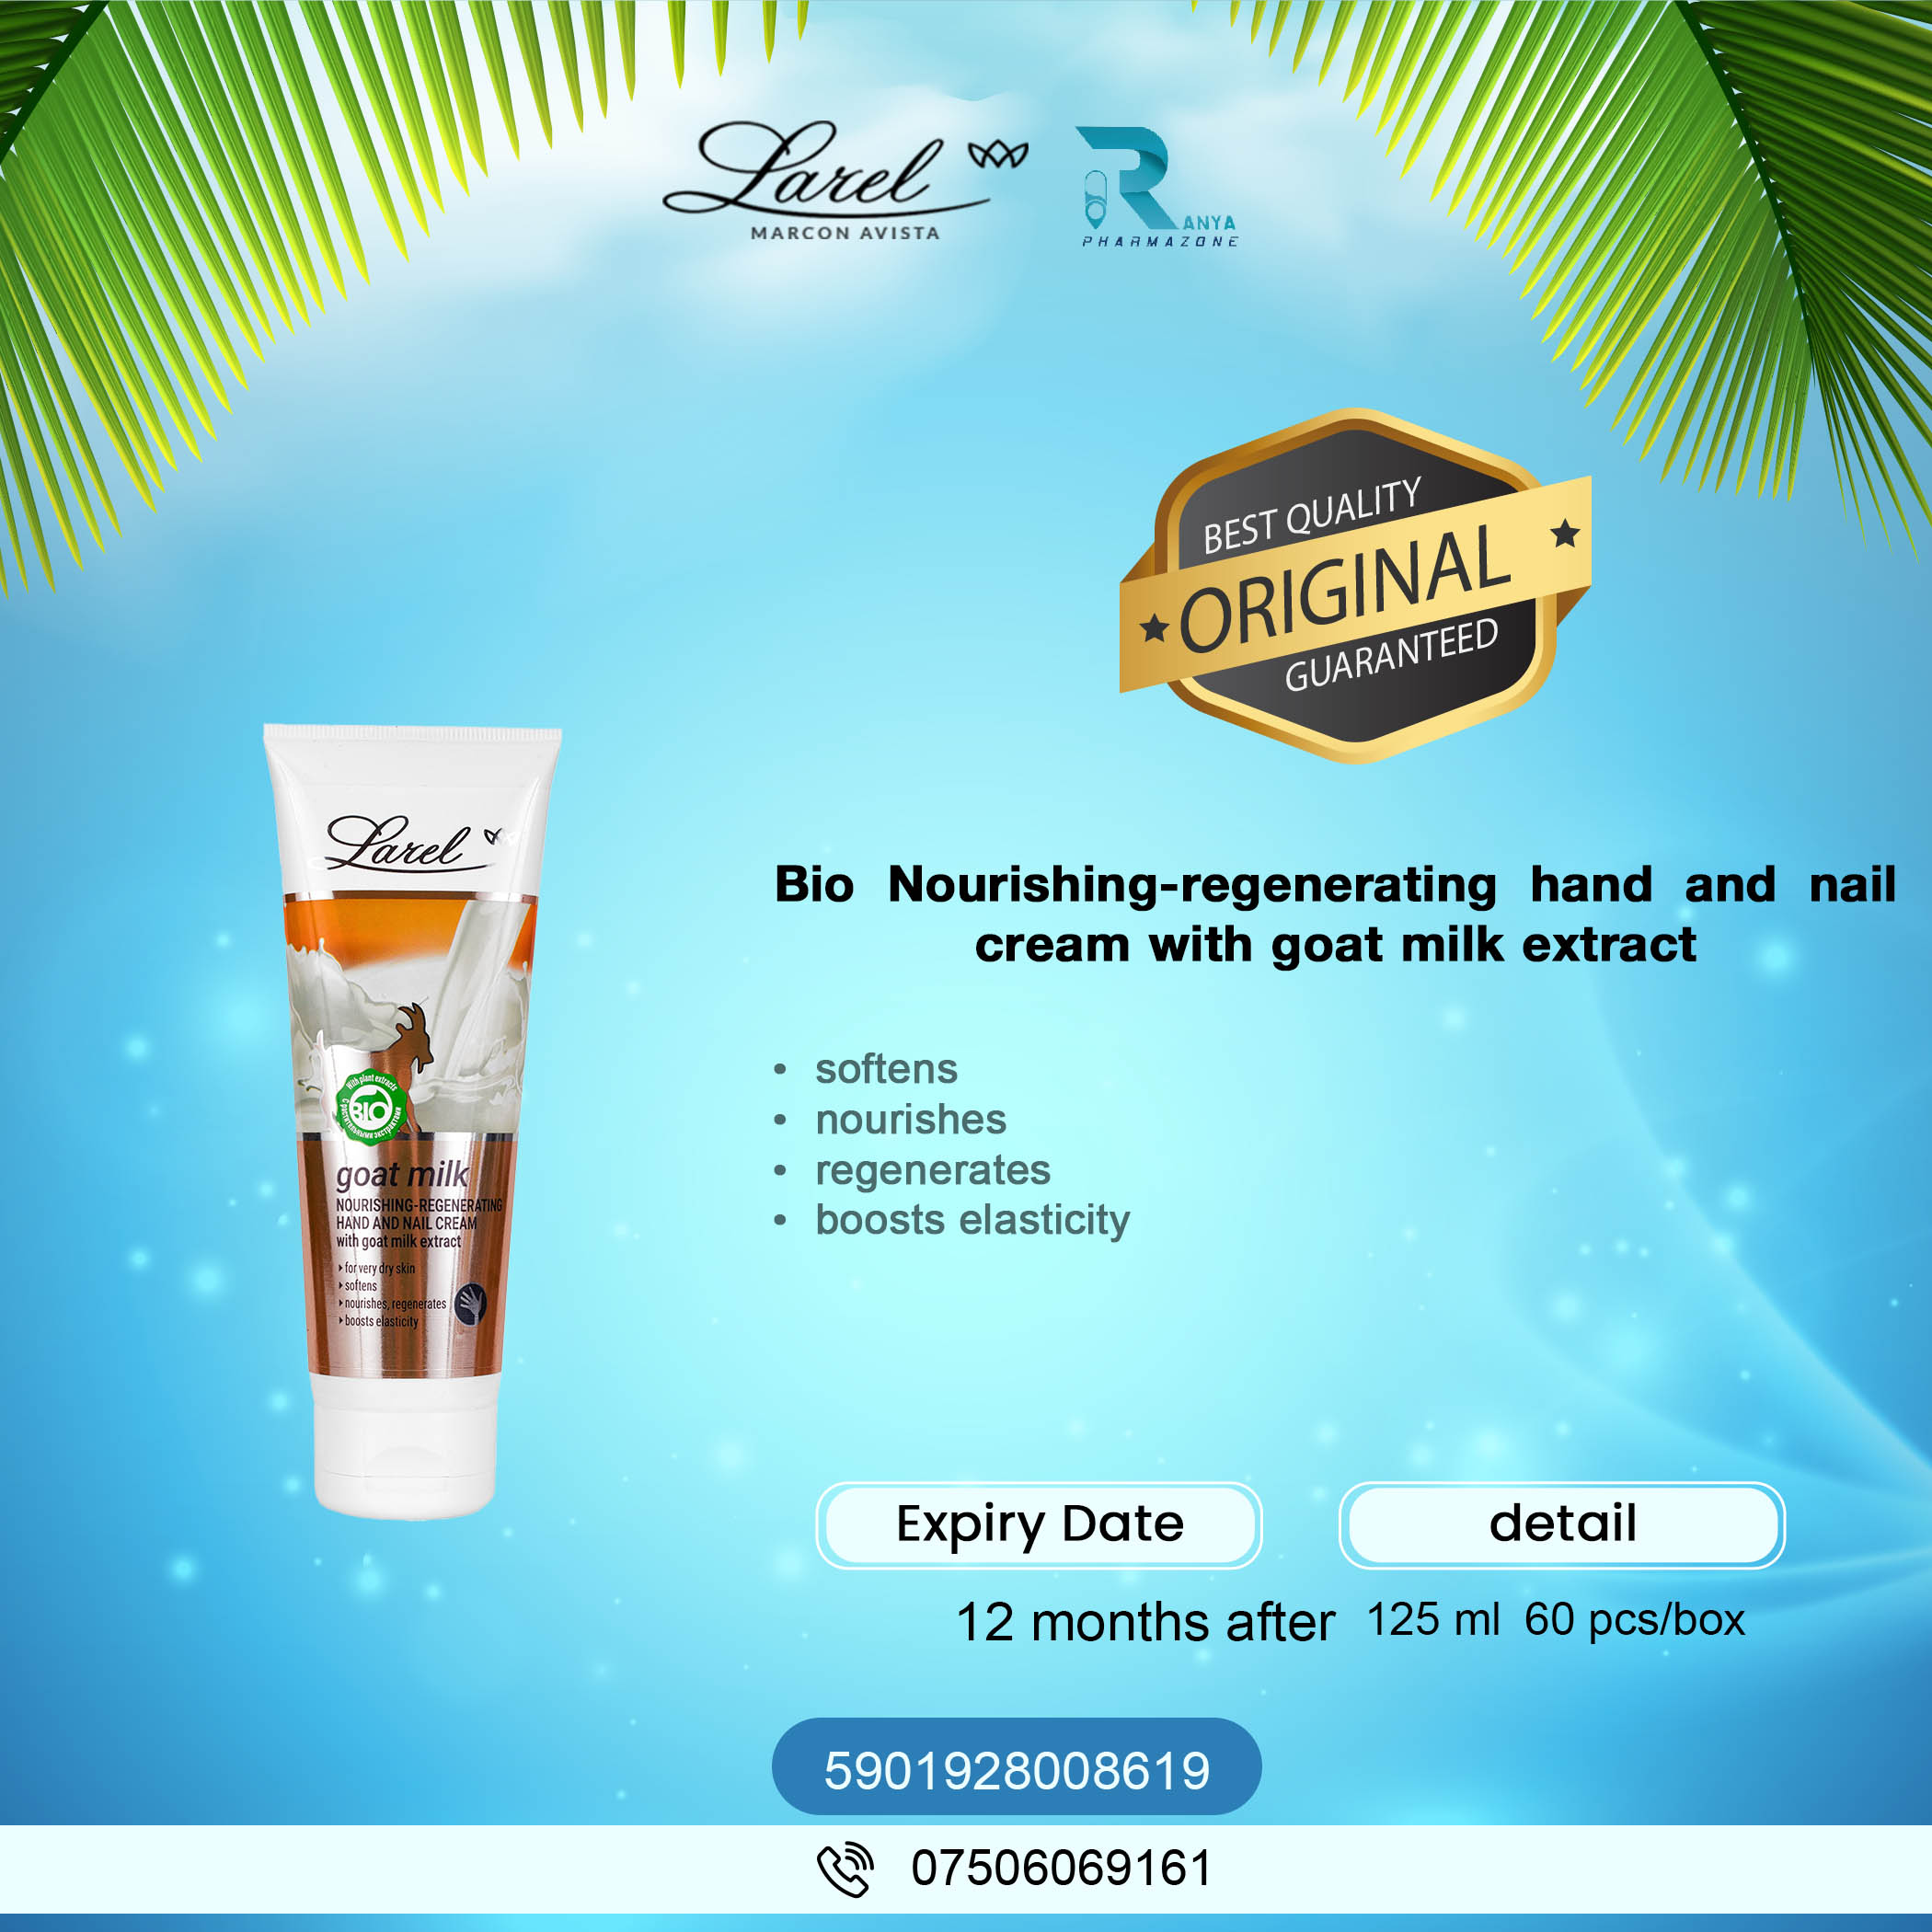 Larel
MARCON AVISTA
R
ANYA
PHARMAZONE
BEST QUALITY
ORIGINAL
GUARANTEED
Larel
With plant extracts
BIO
С растительными экстрактами
goat milk
NOURISHING-REGENERATING
HAND AND NAIL CREAM
with goat milk extract
for very dry skin
softens
nourishes, regenerates
boosts elasticity
Bio Nourishing-regenerating hand and nail
cream with goat milk extract
• softens
• nourishes
• regenerates
• boosts elasticity
Expiry Date
detail
12 months after
125 ml 60 pcs/box
5901928008619
07506069161